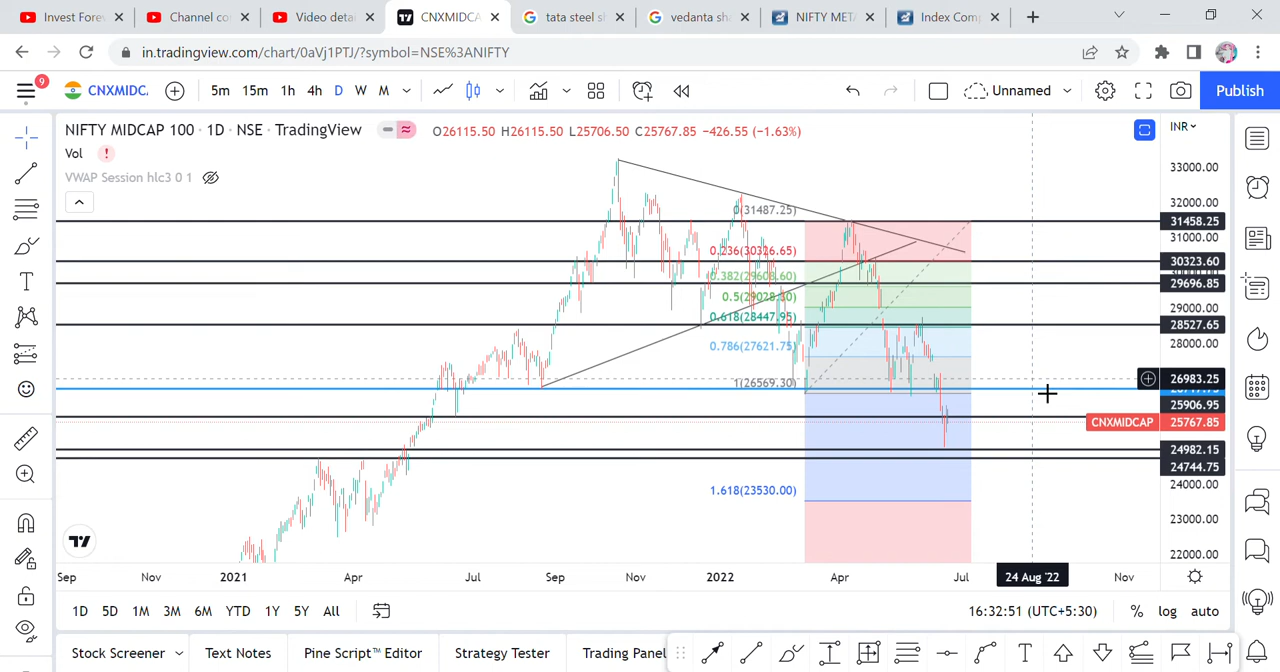 Invest Fores
Channel co
Video detai
CNXMIDCA
tata steel sh
vedanta sha
NIFTY META
Index Comp
in.tradingview.com/chart/0aVj1PTJ/?symbol=NSE%3ANIFTY
9
CNXMIDC.
5m 15m 1h 4h D W M
Unnamed
Publish
NIFTY MIDCAP 100 · 1D · NSE · TradingView
O26115.50 H26115.50 L25706.50 C25767.85 −426.55 (−1.63%)
INR
Vol
VWAP Session hlc3 0 1
33000.00
32000.00
0(31487.25)
31458.25
31000.00
0.236(30326.65)
30323.60
0.382(29608.60)
29696.85
0.5(29028.30)
29000.00
0.618(28447.95)
28527.65
28000.00
0.786(27621.75)
1(26569.30)
26983.25
25906.95
CNXMIDCAP 25767.85
24982.15
24744.75
24000.00
1.618(23530.00)
23000.00
22000.00
Sep Nov 2021 Apr Jul Sep Nov 2022 Apr Jul 24 Aug '22 Nov
1D 5D 1M 3M 6M YTD 1Y 5Y All
16:32:51 (UTC+5:30) % log auto
Stock Screener Text Notes Pine Script™ Editor Strategy Tester Trading Panel